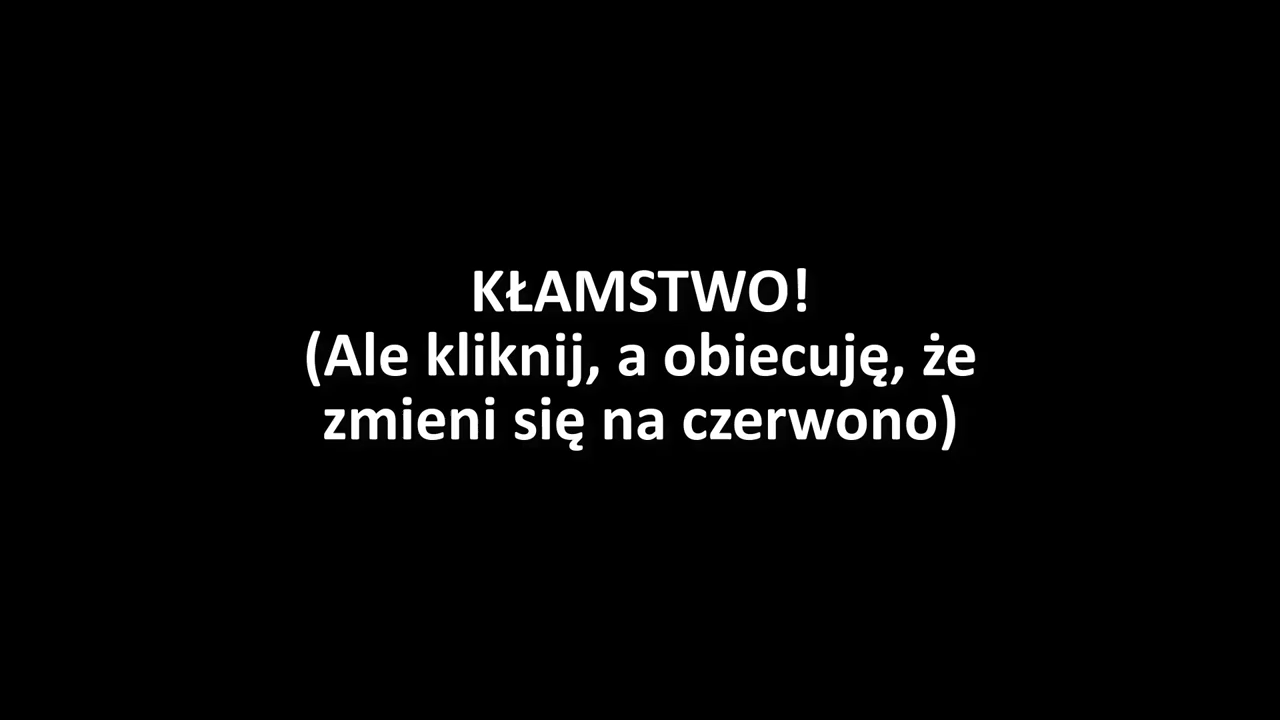 KŁAMSTWO!
(Ale kliknij, a obiecuję, że
zmieni się na czerwono)